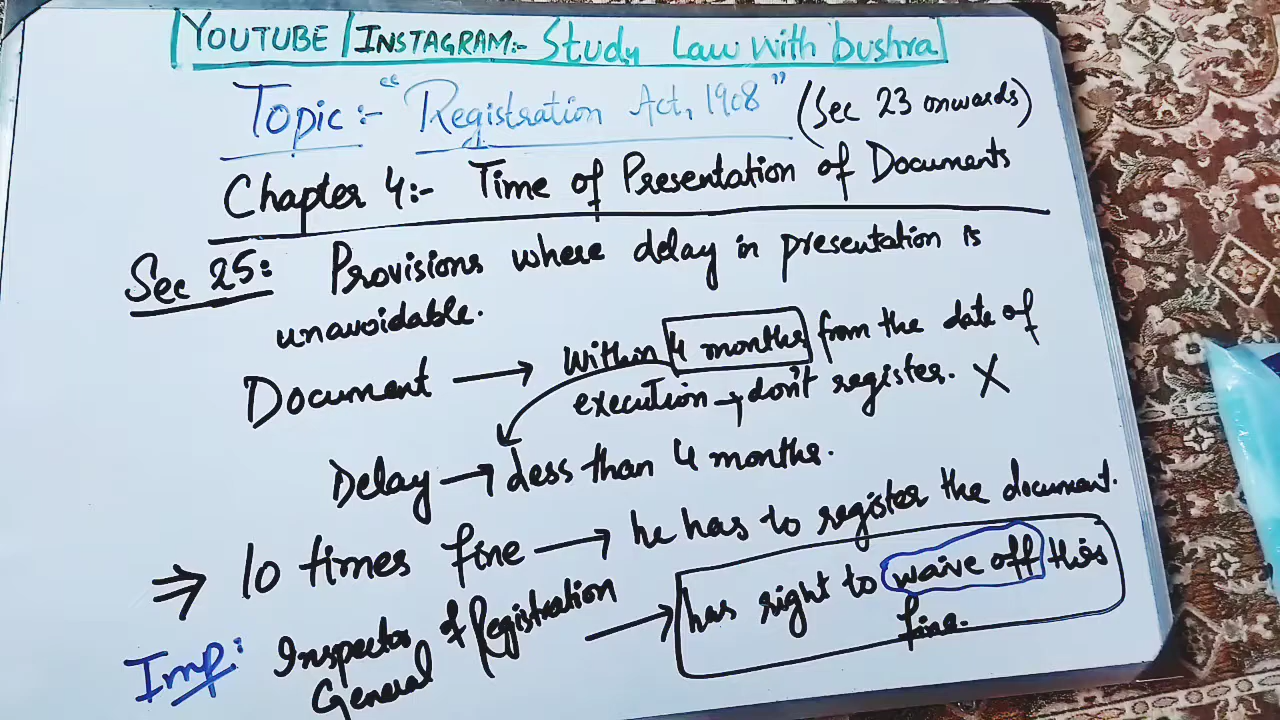 YOUTUBE | INSTAGRAM:- Study Law with bushra
Topic:- "Registration Act, 1908" (Sec 23 onwards)
Chapter 4:- Time of Presentation of Documents
Sec 25: Provisions where delay in presentation is
unavoidable.
Document → Within 4 months from the date of
execution → don't register. X
Delay → Less than 4 months.
⇒ 10 times fine → he has to register the document.
Imp: Inspector of Registration → has right to waive off this
General
fine.